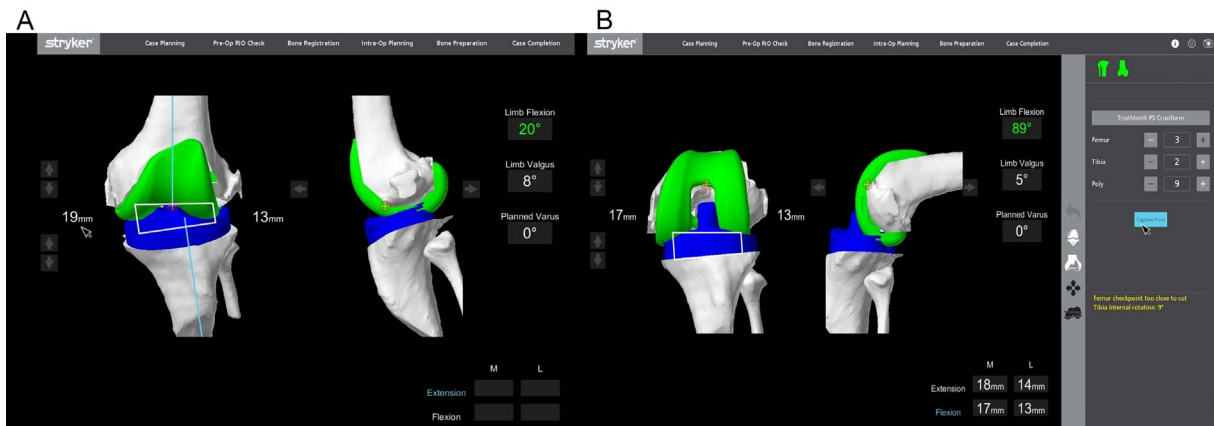 A
stryker
Case Planning Pre-Op RIO Check Bone Registration Intra-Op Planning Bone Preparation Case Completion
Limb Flexion
20°
Limb Valgus
8°
19mm 13mm
Planned Varus
0°
M L
Extension
Flexion
B
stryker
Case Planning Pre-Op RIO Check Bone Registration Intra-Op Planning Bone Preparation Case Completion
Limb Flexion
89°
Limb Valgus
5°
17mm 13mm
Planned Varus
0°
M L
Extension 18mm 14mm
Flexion 17mm 13mm
Triathlon® PS Cruciform
Femur − 3 +
Tibia − 2 +
Poly − 9 +
Capture Pose
Femur checkpoint too close to cut
Tibia Internal rotation: 9°